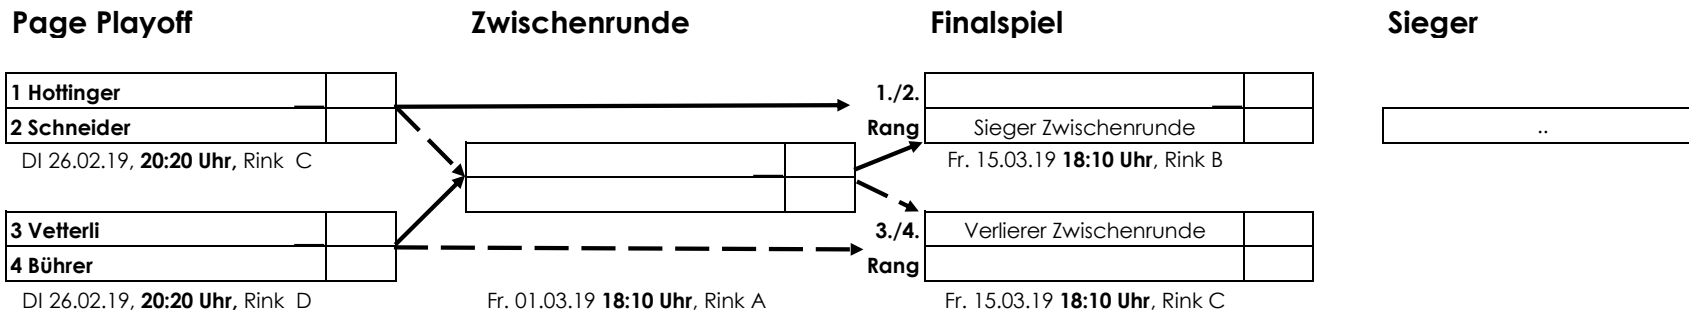 Page Playoff
Zwischenrunde
Finalspiel
Sieger
1 Hottinger
2 Schneider
DI 26.02.19, 20:20 Uhr, Rink C
3 Vetterli
4 Bührer
DI 26.02.19, 20:20 Uhr, Rink D
Fr. 01.03.19 18:10 Uhr, Rink A
1./2.
Rang
Sieger Zwischenrunde
Fr. 15.03.19 18:10 Uhr, Rink B
3./4.
Verlierer Zwischenrunde
Rang
Fr. 15.03.19 18:10 Uhr, Rink C
..